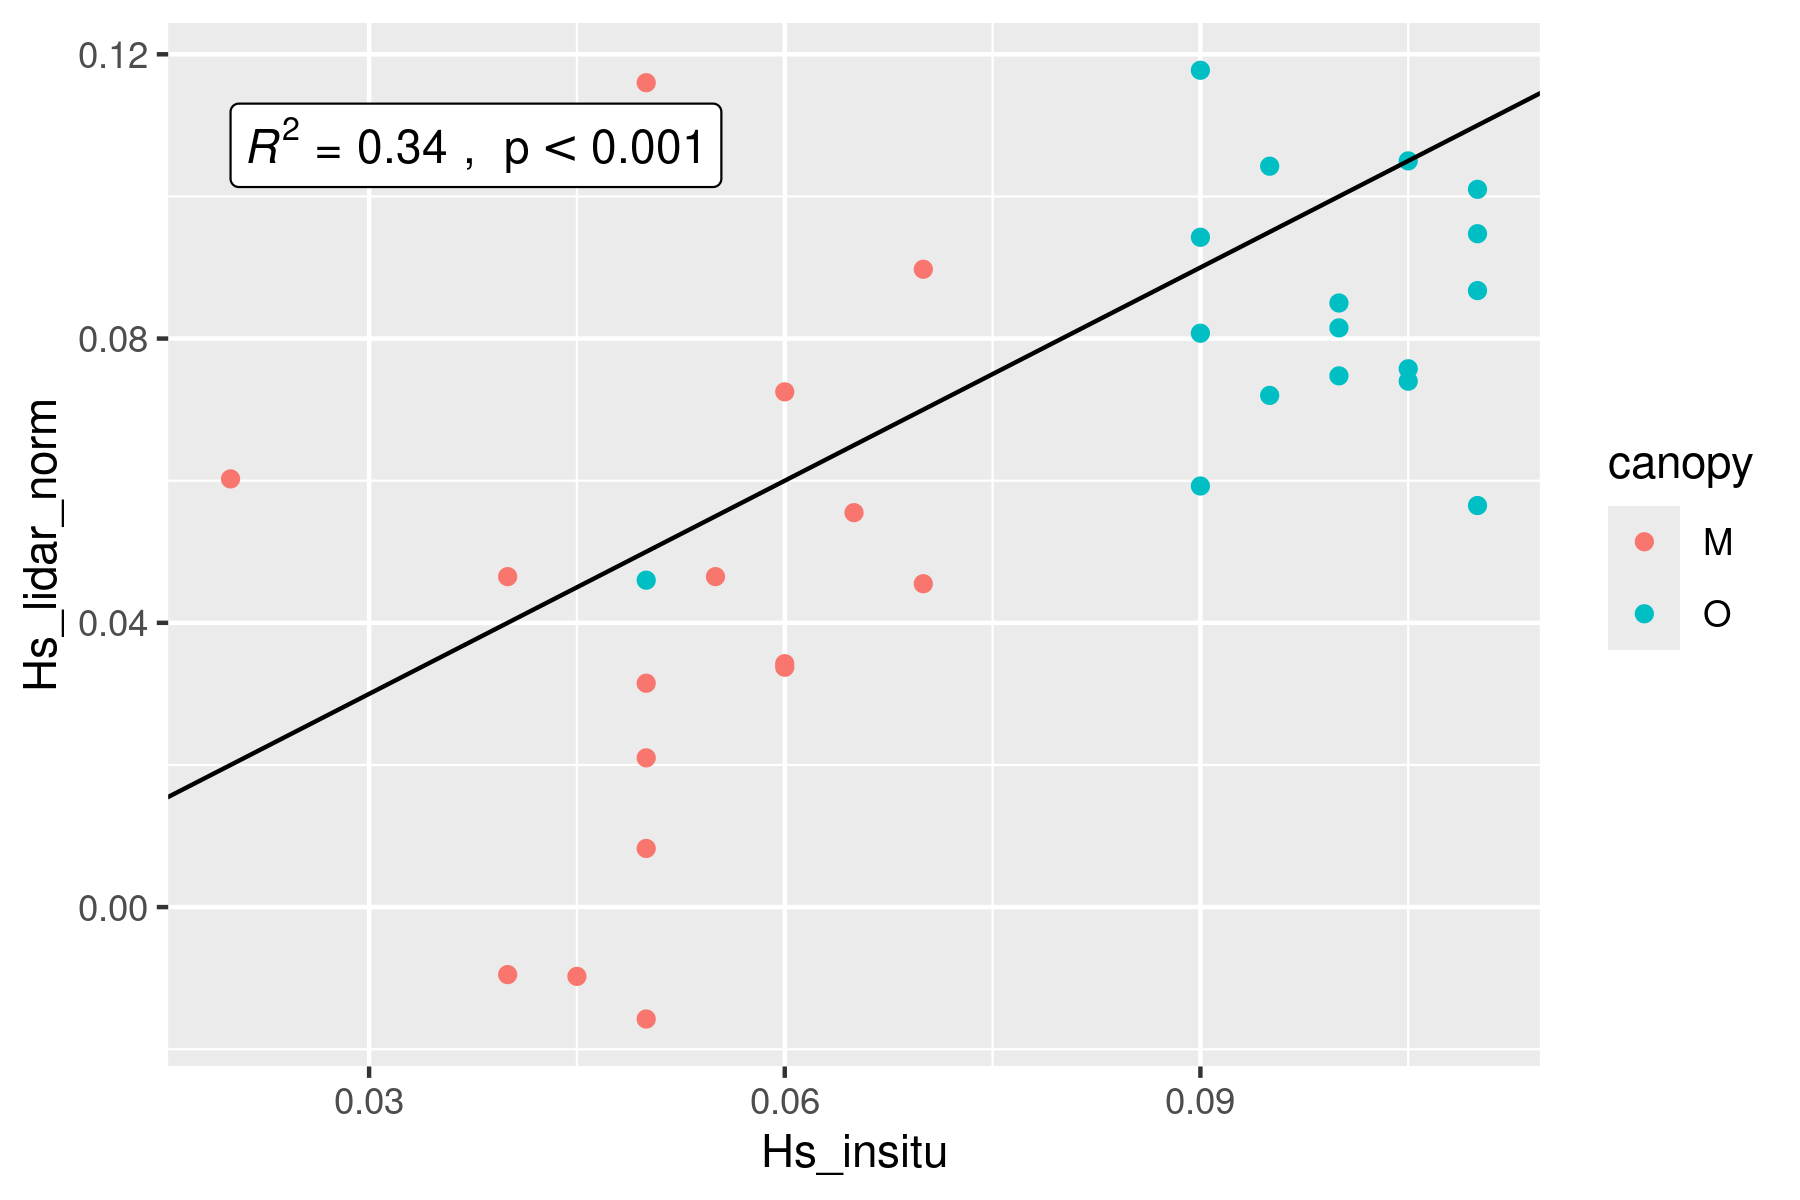 0.12
R² = 0.34 , p < 0.001
0.08
0.04
0.00
Hs_lidar_norm
0.03 0.06 0.09
Hs_insitu
canopy
M
O